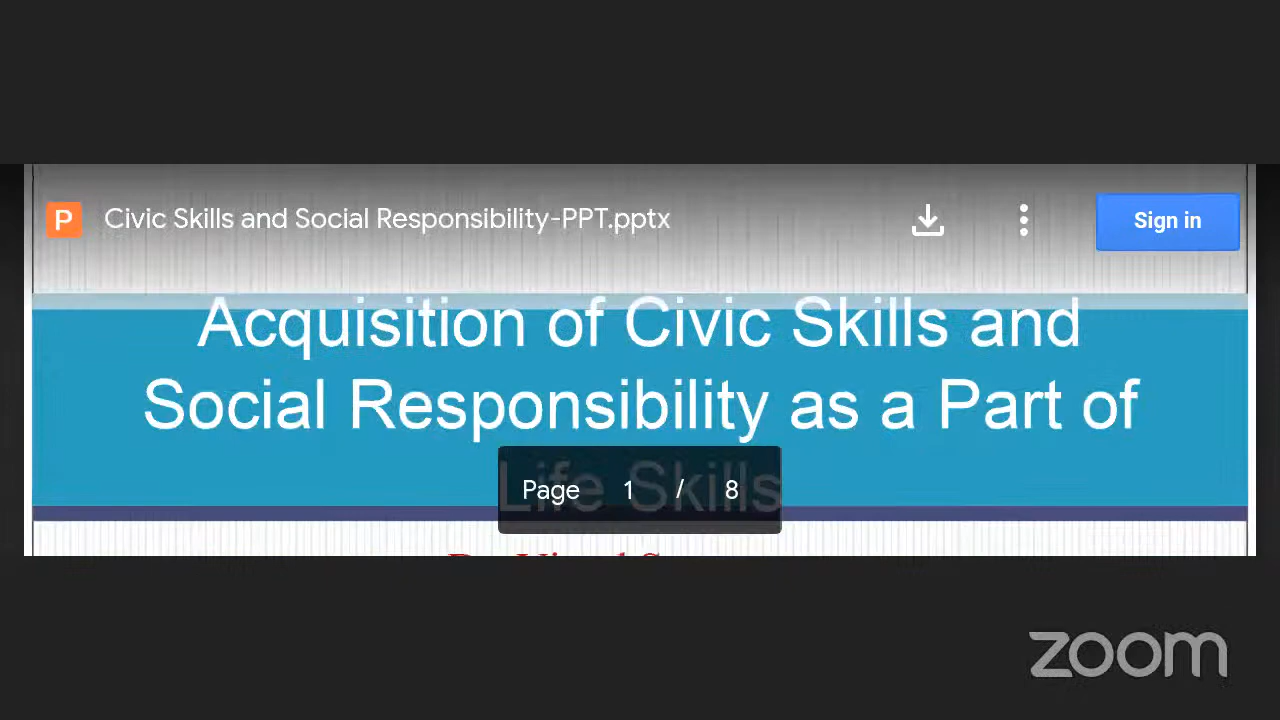 P Civic Skills and Social Responsibility-PPT.pptx Sign in
Acquisition of Civic Skills and
Social Responsibility as a Part of
Life Skills
Page 1 / 8
zoom